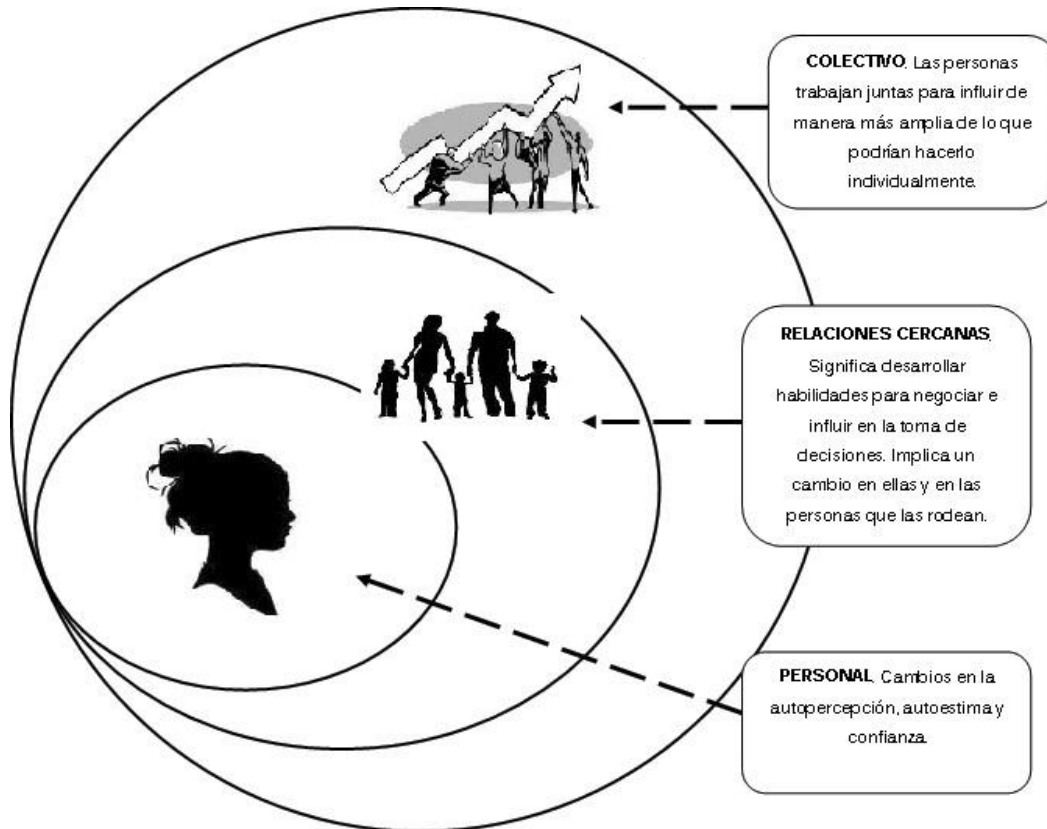 COLECTIVO. Las personas
trabajan juntas para influir de
manera más amplia de lo que
podrían hacerlo
individualmente.
RELACIONES CERCANAS.
Significa desarrollar
habilidades para negociar e
influir en la toma de
decisiones. Implica un
cambio en ellas y en las
personas que las rodean.
PERSONAL. Cambios en la
autopercepción, autoestima y
confianza.